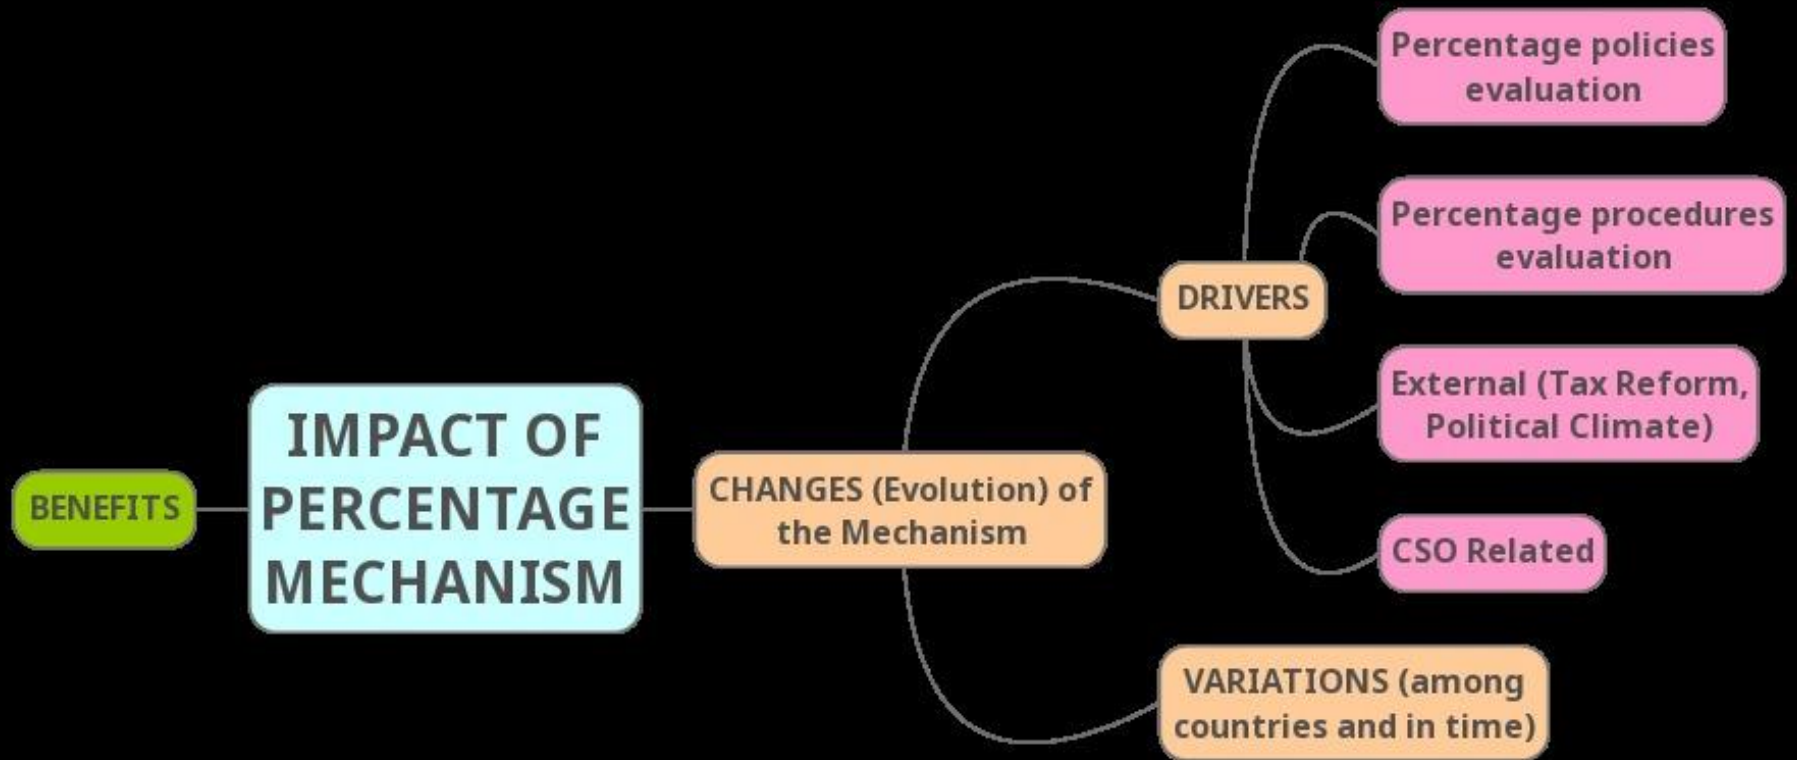 BENEFITS
IMPACT OF
PERCENTAGE
MECHANISM
CHANGES (Evolution) of
the Mechanism
DRIVERS
Percentage policies
evaluation
Percentage procedures
evaluation
External (Tax Reform,
Political Climate)
CSO Related
VARIATIONS (among
countries and in time)